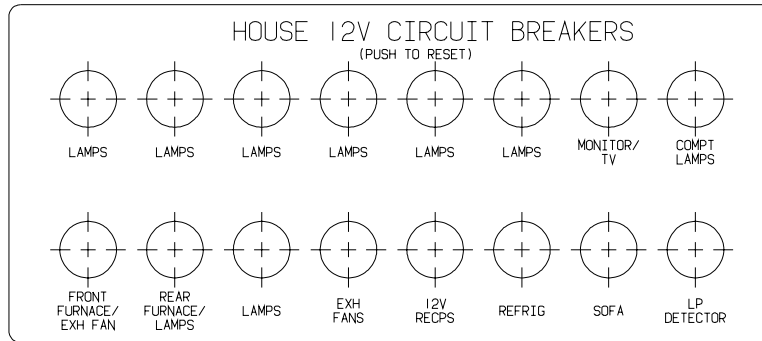 HOUSE 12V CIRCUIT BREAKERS
(PUSH TO RESET)
LAMPS
LAMPS
LAMPS
LAMPS
LAMPS
LAMPS
MONITOR/
TV
COMPT
LAMPS
FRONT
FURNACE/
EXH FAN
REAR
FURNACE/
LAMPS
LAMPS
EXH
FANS
12V
RECPS
REFRIG
SOFA
LP
DETECTOR